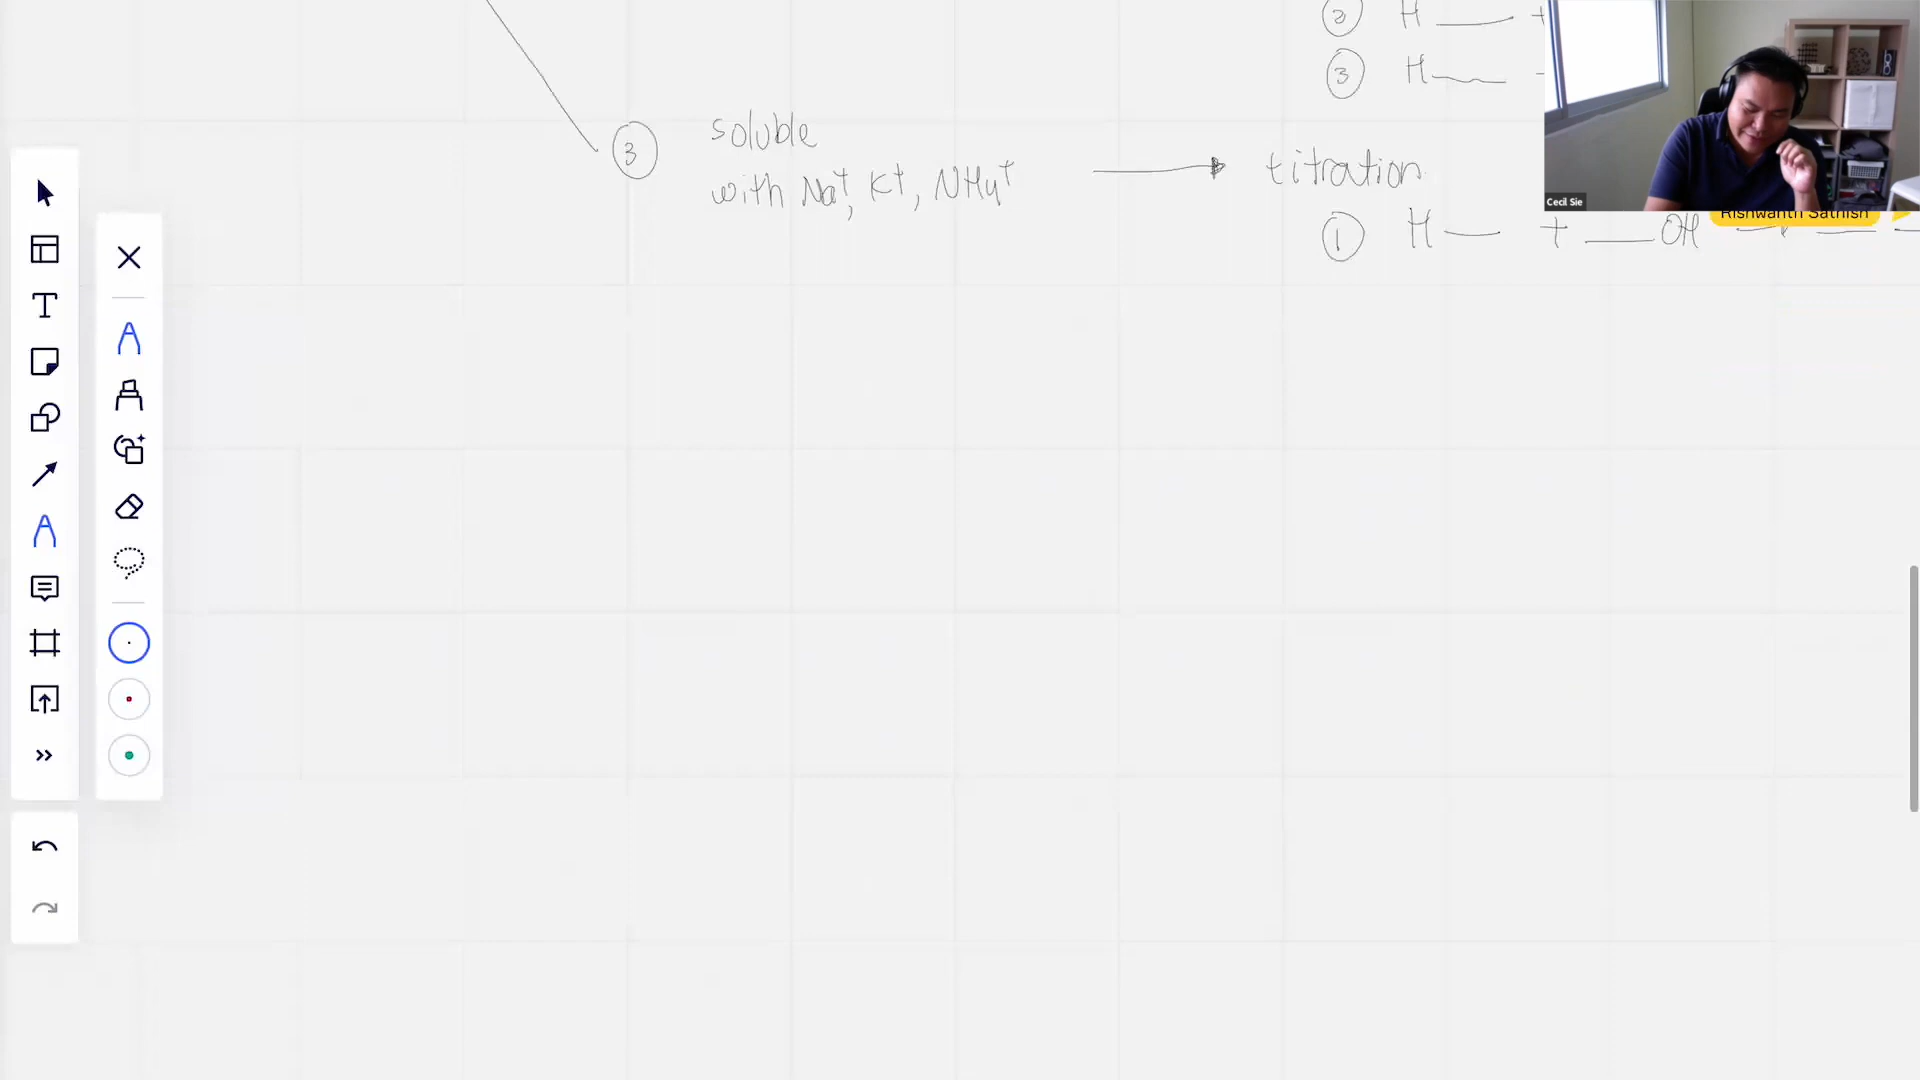 ② H ___ +
③ H ___ -
③ soluble
with Na⁺, K⁺, NH4⁺ → titration
① H ___ + ___ OH
Cecil Sie
Rishwanth Sathish